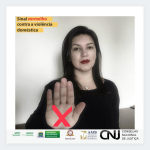 Sinal vermelho
contra a violência
doméstica
CNJ
CONSELHO
NACIONAL
DE JUSTIÇA